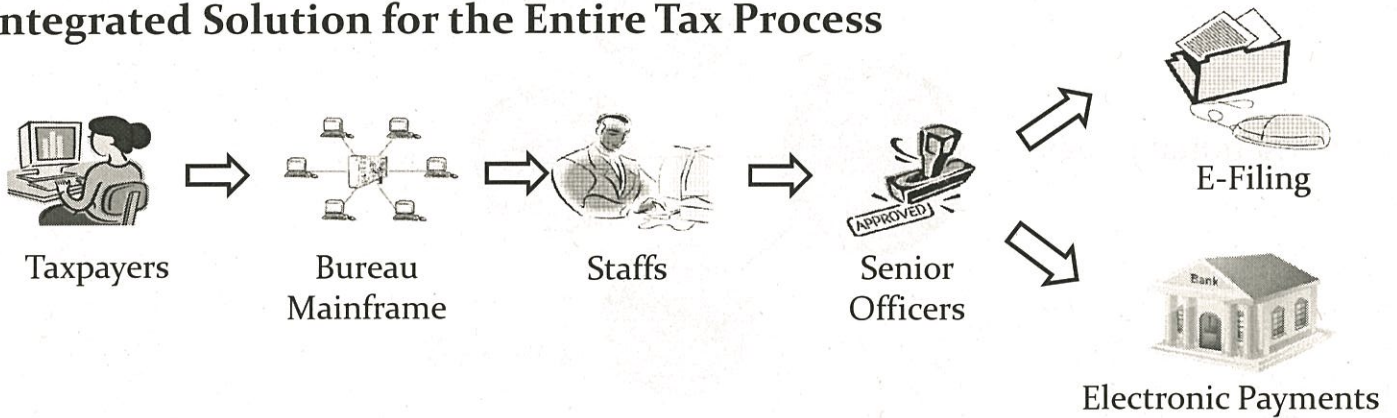 ntegrated Solution for the Entire Tax Process
Taxpayers
Bureau
Mainframe
Staffs
APPROVED
Senior
Officers
E-Filing
Bank
Electronic Payments